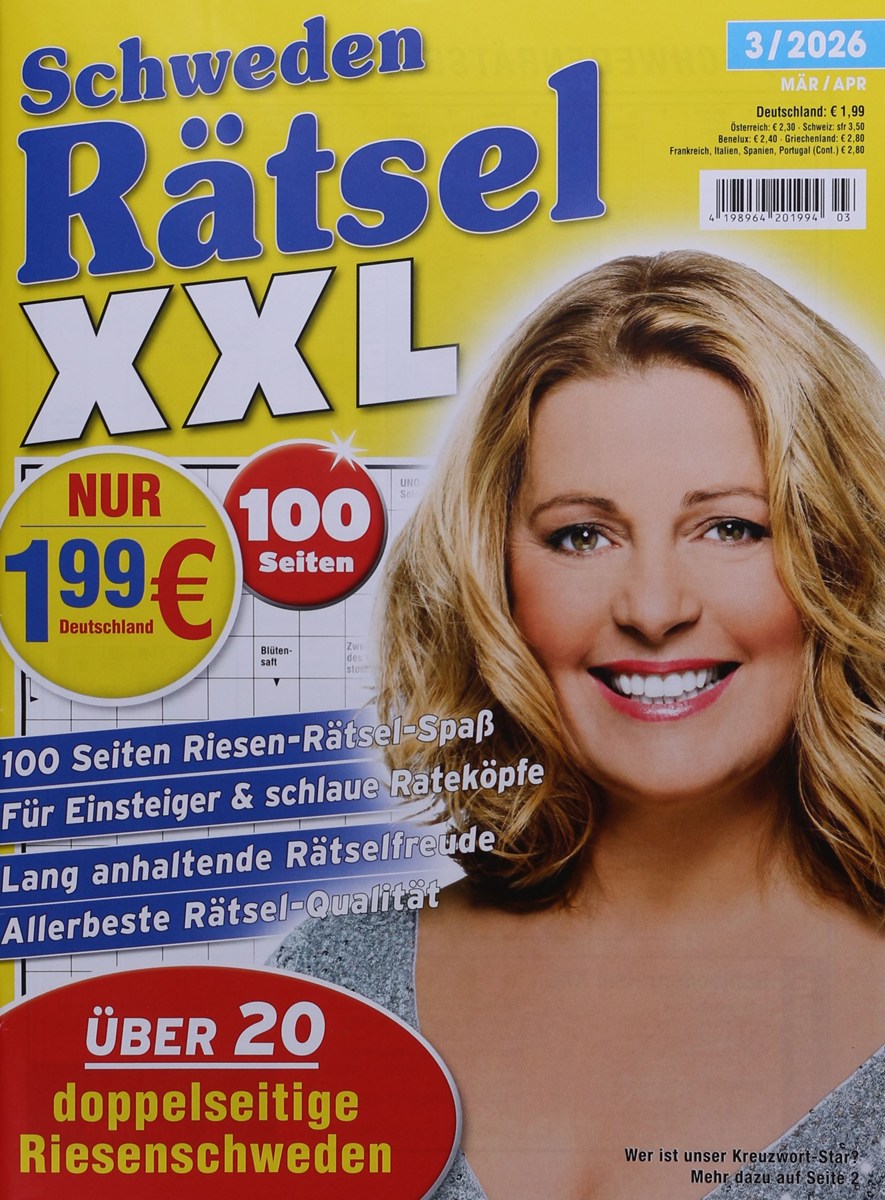 Schweden
Rätsel
XXL
3/2026
MÄR/APR
Deutschland: € 1,99
Österreich: € 2,30 · Schweiz: sfr 3,50
Benelux: € 2,40 · Griechenland: € 2,80
Frankreich, Italien, Spanien, Portugal (Cont.) € 2,80
4 198964 201994 03
NUR
199€
Deutschland
100
Seiten
Blüten-
saft
100 Seiten Riesen-Rätsel-Spaß
Für Einsteiger & schlaue Rateköpfe
Lang anhaltende Rätselfreude
Allerbeste Rätsel-Qualität
ÜBER 20
doppelseitige
Riesenschweden
Wer ist unser Kreuzwort-Star?
Mehr dazu auf Seite 2